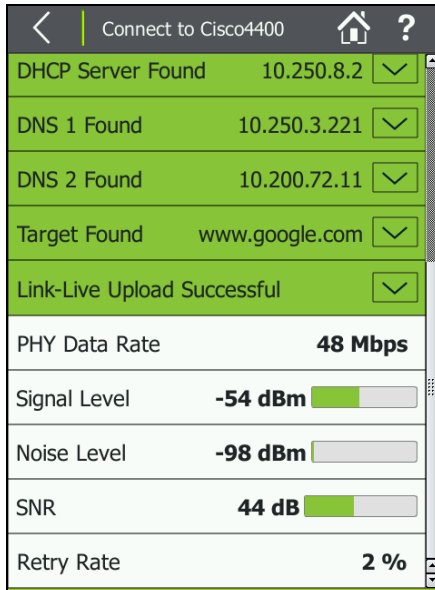 Connect to Cisco4400 ?
DHCP Server Found 10.250.8.2
DNS 1 Found 10.250.3.221
DNS 2 Found 10.200.72.11
Target Found www.google.com
Link-Live Upload Successful
PHY Data Rate 48 Mbps
Signal Level -54 dBm
Noise Level -98 dBm
SNR 44 dB
Retry Rate 2 %